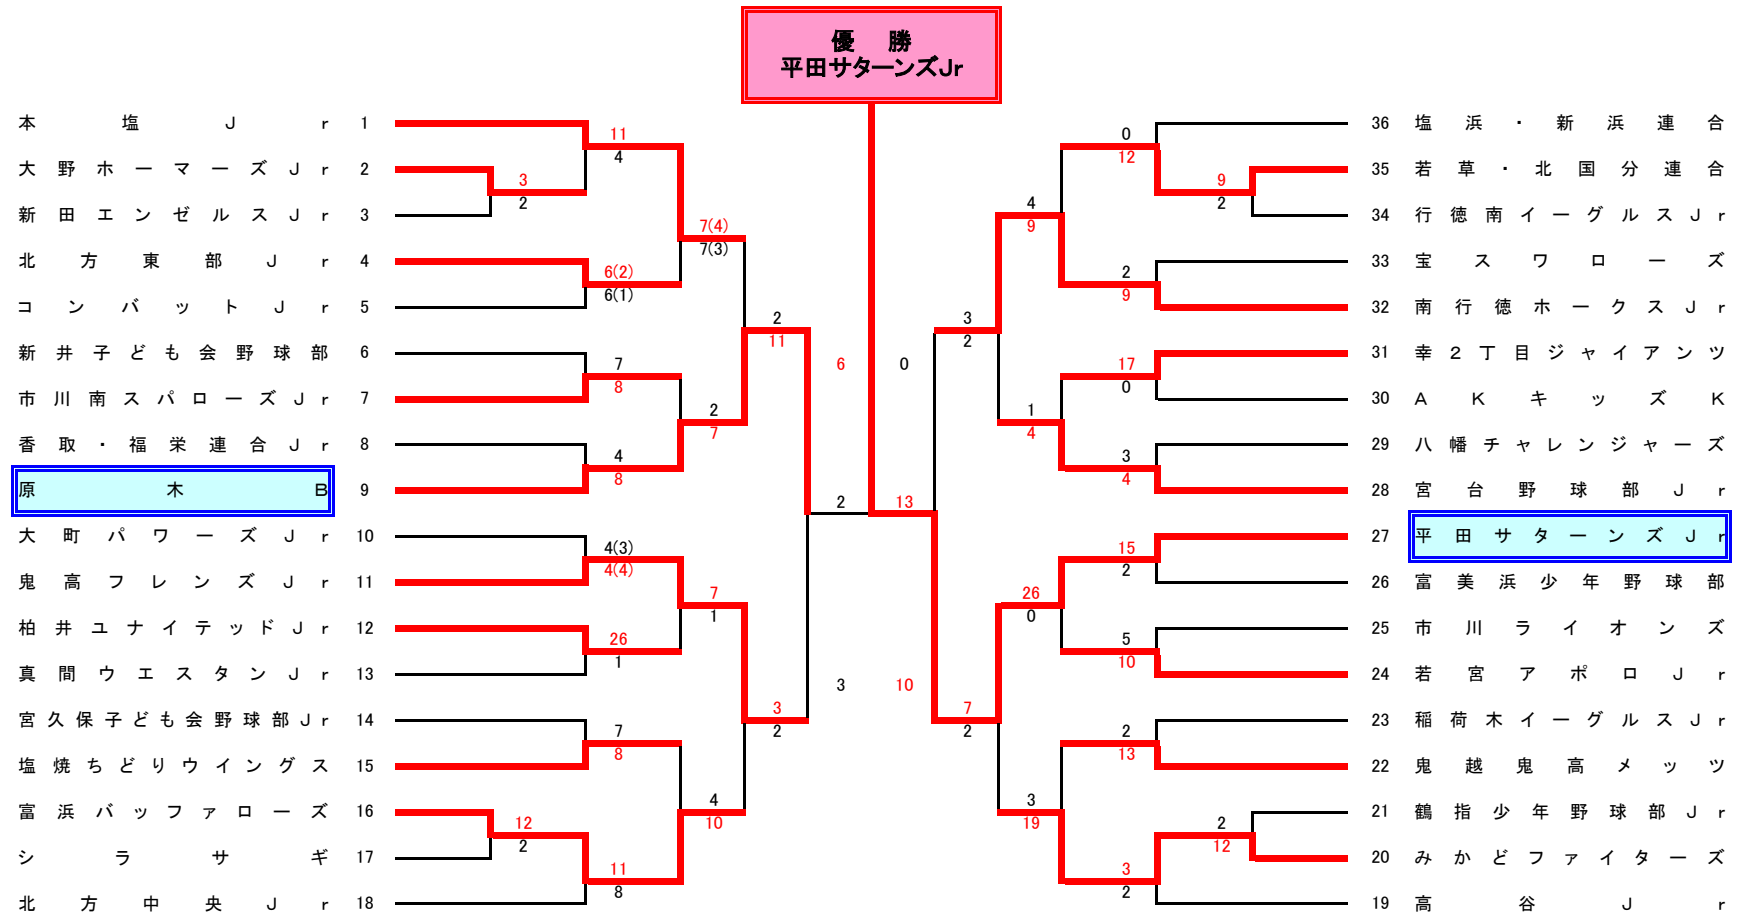 優 勝
平田サターンズJr
本塩Jr 1
大野ホーマーズJr 2
新田エンゼルスJr 3
北方東部Jr 4
コンバットJr 5
新井子ども会野球部 6
市川南スパローズJr 7
香取・福栄連合Jr 8
原木B 9
大町パワーズJr 10
鬼高フレンズJr 11
柏井ユナイテッドJr 12
真間ウエスタンJr 13
宮久保子ども会野球部Jr 14
塩焼ちどりウイングス 15
富浜バッファローズ 16
シラサギ 17
北方中央Jr 18
3
2
12
2
11
4
6(2)
6(1)
7
8
4
8
4(3)
4(4)
26
1
7
8
11
8
7(4)
7(3)
2
7
7
1
4
10
2
11
3
2
6
3
2
0
10
13
3
2
7
2
4
9
1
4
26
0
3
19
0
12
2
9
17
0
3
4
15
2
5
10
2
13
3
2
9
2
2
12
36 塩浜・新浜連合
35 若草・北国分連合
34 行徳南イーグルスJr
33 宝スワローズ
32 南行徳ホークスJr
31 幸2丁目ジャイアンツ
30 AKキッズK
29 八幡チャレンジャーズ
28 宮台野球部Jr
27 平田サターンズJr
26 富美浜少年野球部
25 市川ライオンズ
24 若宮アポロJr
23 稲荷木イーグルスJr
22 鬼越鬼高メッツ
21 鶴指少年野球部Jr
20 みかどファイターズ
19 高谷Jr